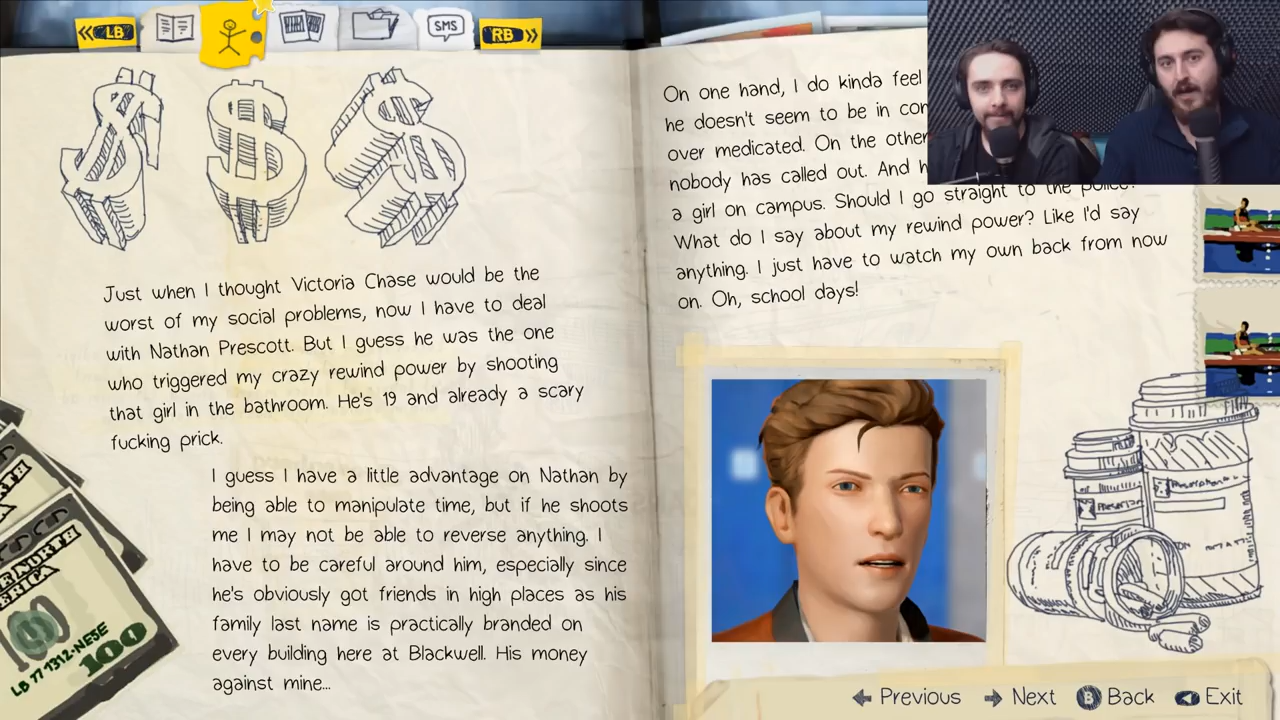 LB
SMS
RB
Just when I thought Victoria Chase would be the
worst of my social problems, now I have to deal
with Nathan Prescott. But I guess he was the one
who triggered my crazy rewind power by shooting
that girl in the bathroom. He's 19 and already a scary
fucking prick.
I guess I have a little advantage on Nathan by
being able to manipulate time, but if he shoots
me I may not be able to reverse anything. I
have to be careful around him, especially since
he's obviously got friends in high places as his
family last name is practically branded on
every building here at Blackwell. His money
against mine...
LB 77 1312-NESE
100
On one hand, I do kinda feel
he doesn't seem to be in
over medicated. On the other
nobody has called out. And
a girl on campus. Should I go straight to the police?
What do I say about my rewind power? Like I'd say
anything. I just have to watch my own back from now
on. Oh, school days!
Previous
Next
B Back
Exit